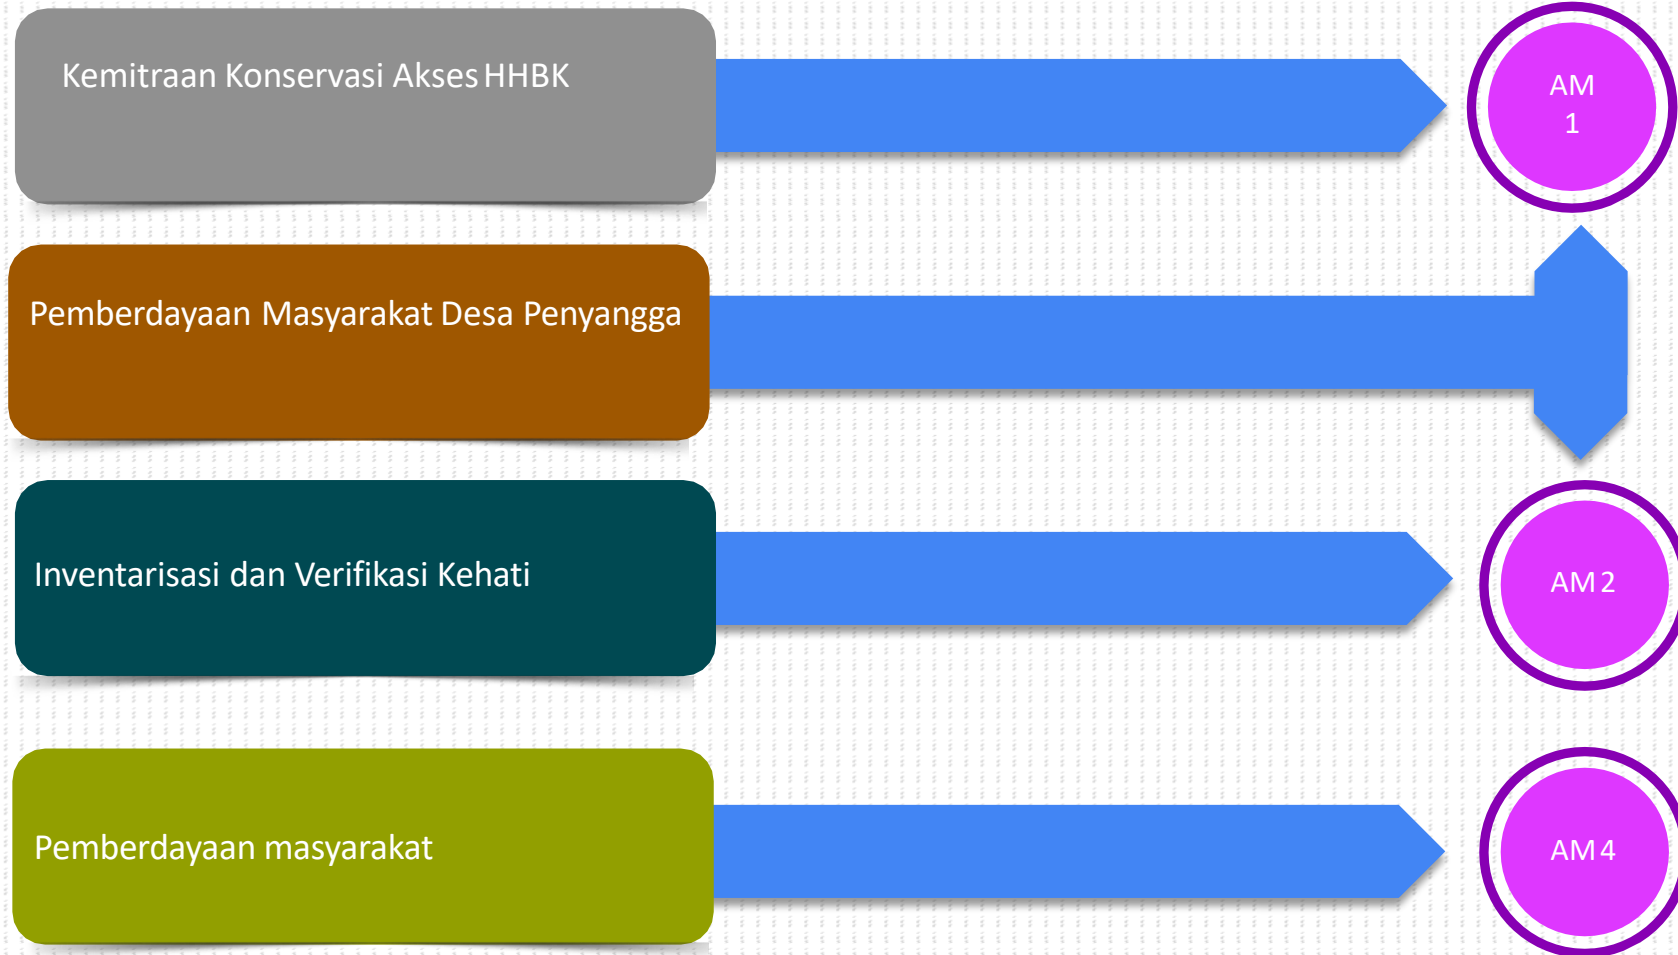 Kemitraan Konservasi Akses HHBK
AM
1
Pemberdayaan Masyarakat Desa Penyangga
Inventarisasi dan Verifikasi Kehati
AM 2
Pemberdayaan masyarakat
AM 4